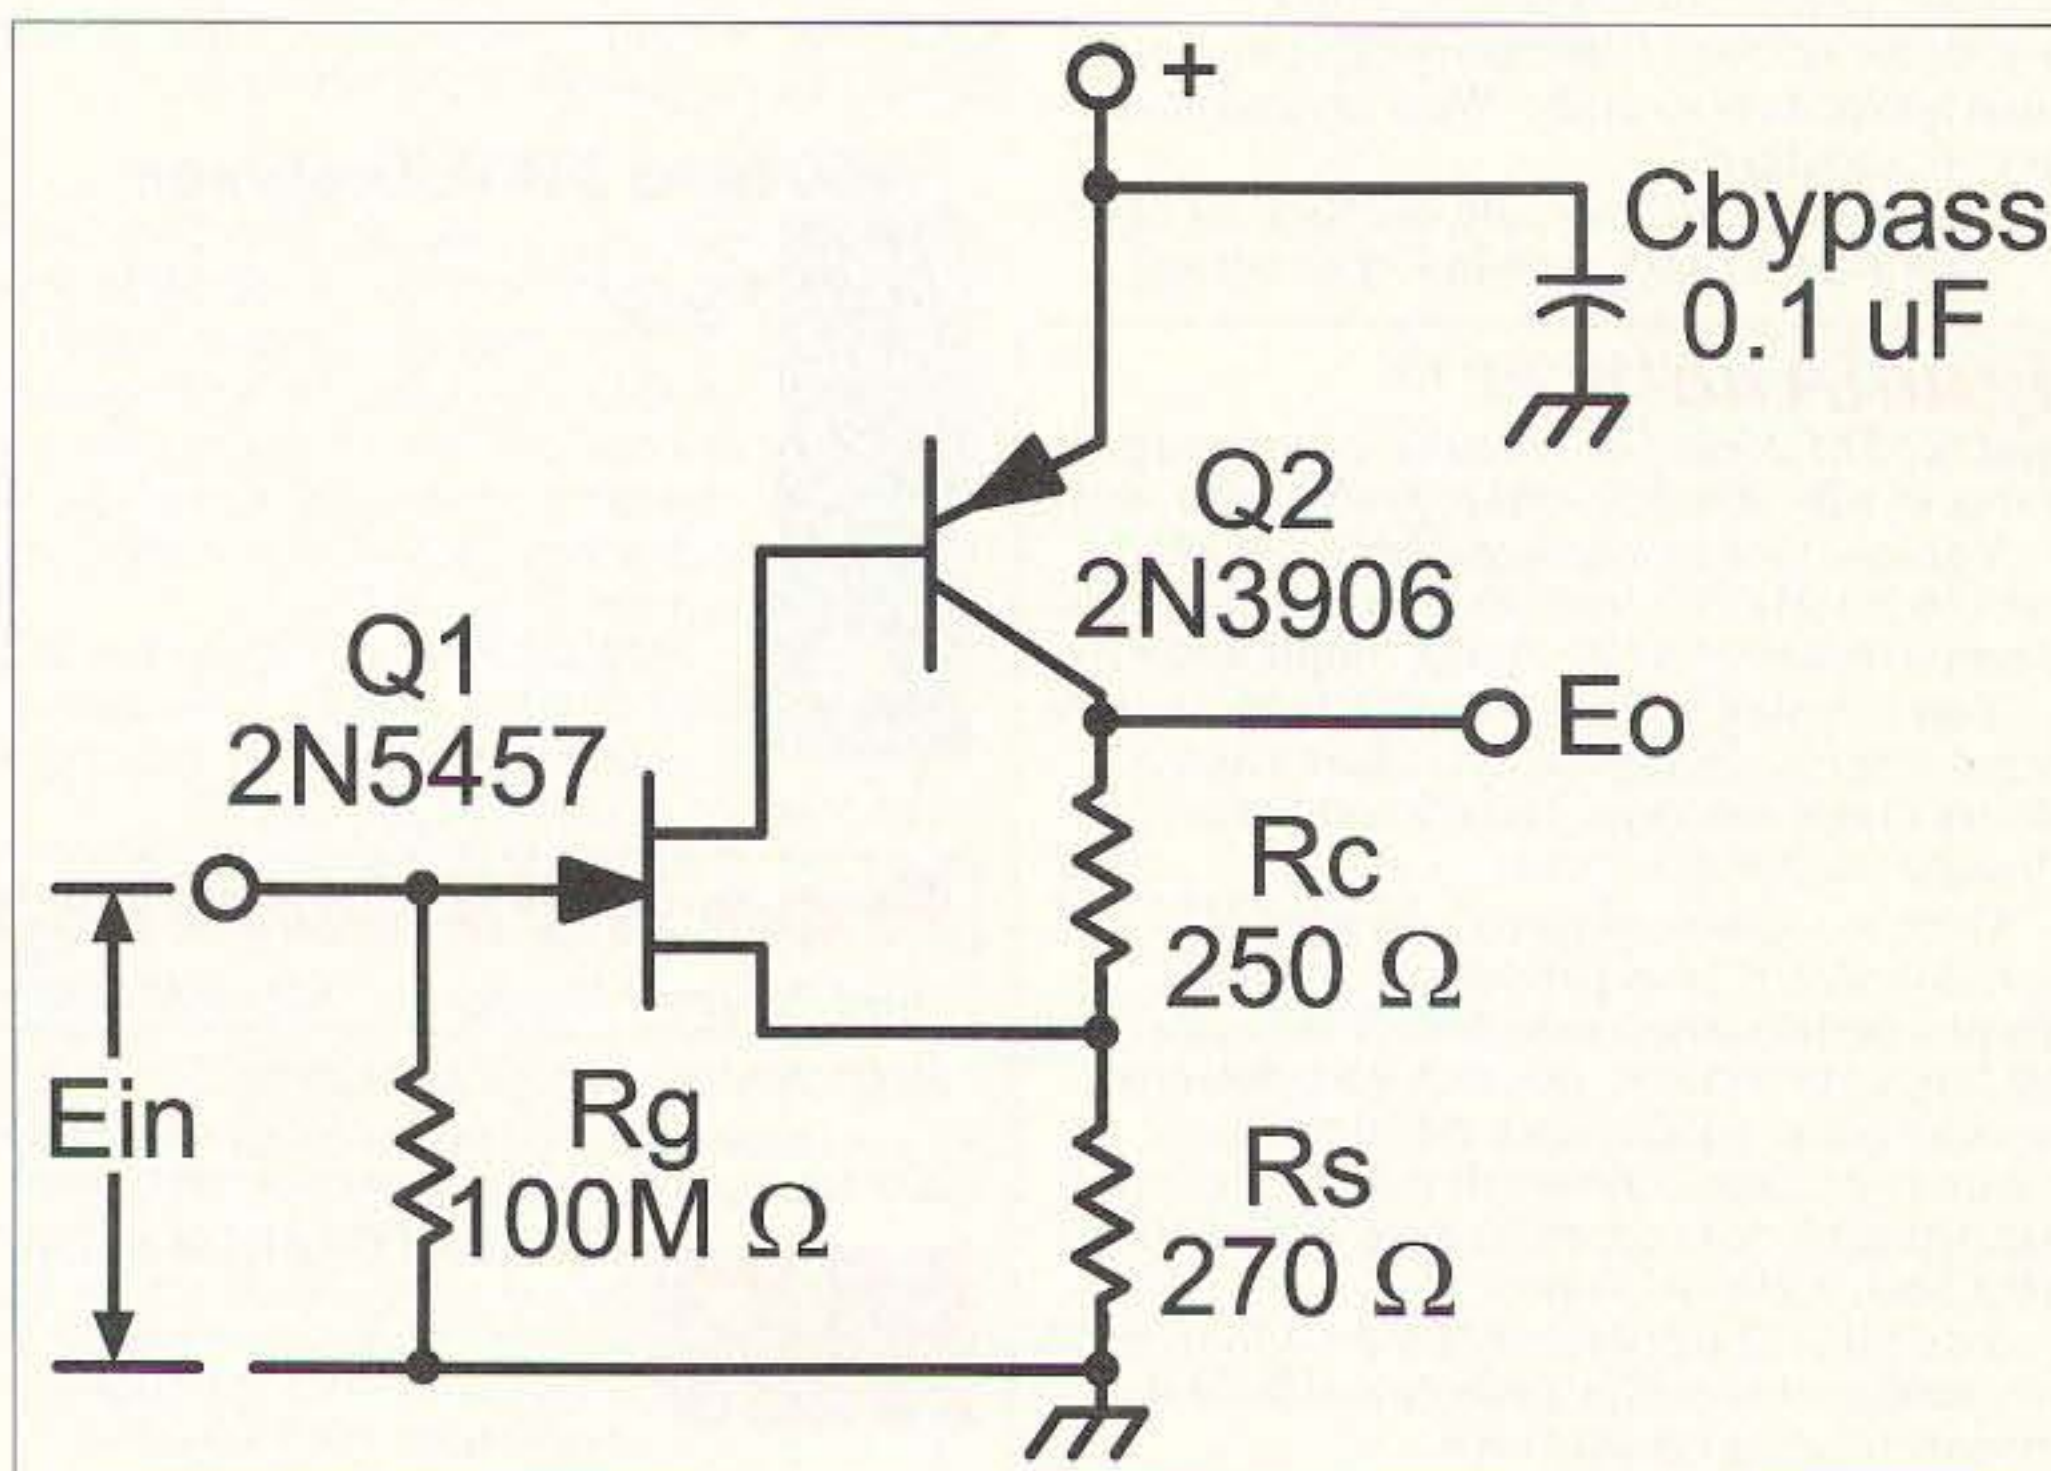 +
Cbypass
0.1 uF
Q2
2N3906
Q1
2N5457
Eo
Rc
250 Ω
Ein
Rg
100M Ω
Rs
270 Ω